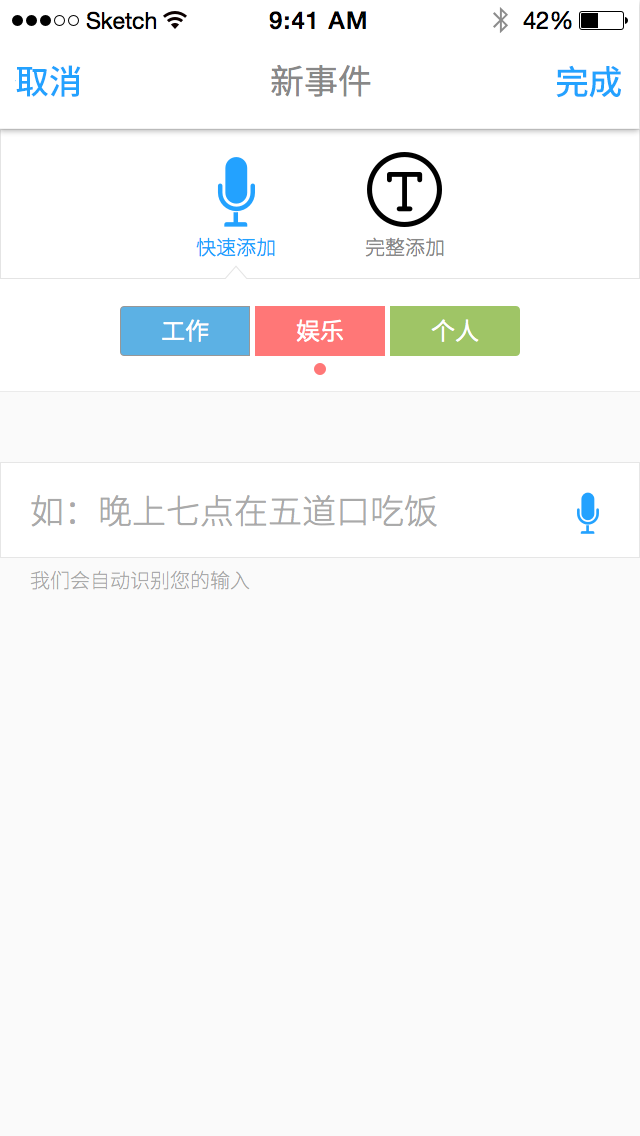 Sketch 9:41 AM 42%
取消 新事件 完成
快速添加 完整添加
工作 娱乐 个人
如：晚上七点在五道口吃饭
我们会自动识别您的输入